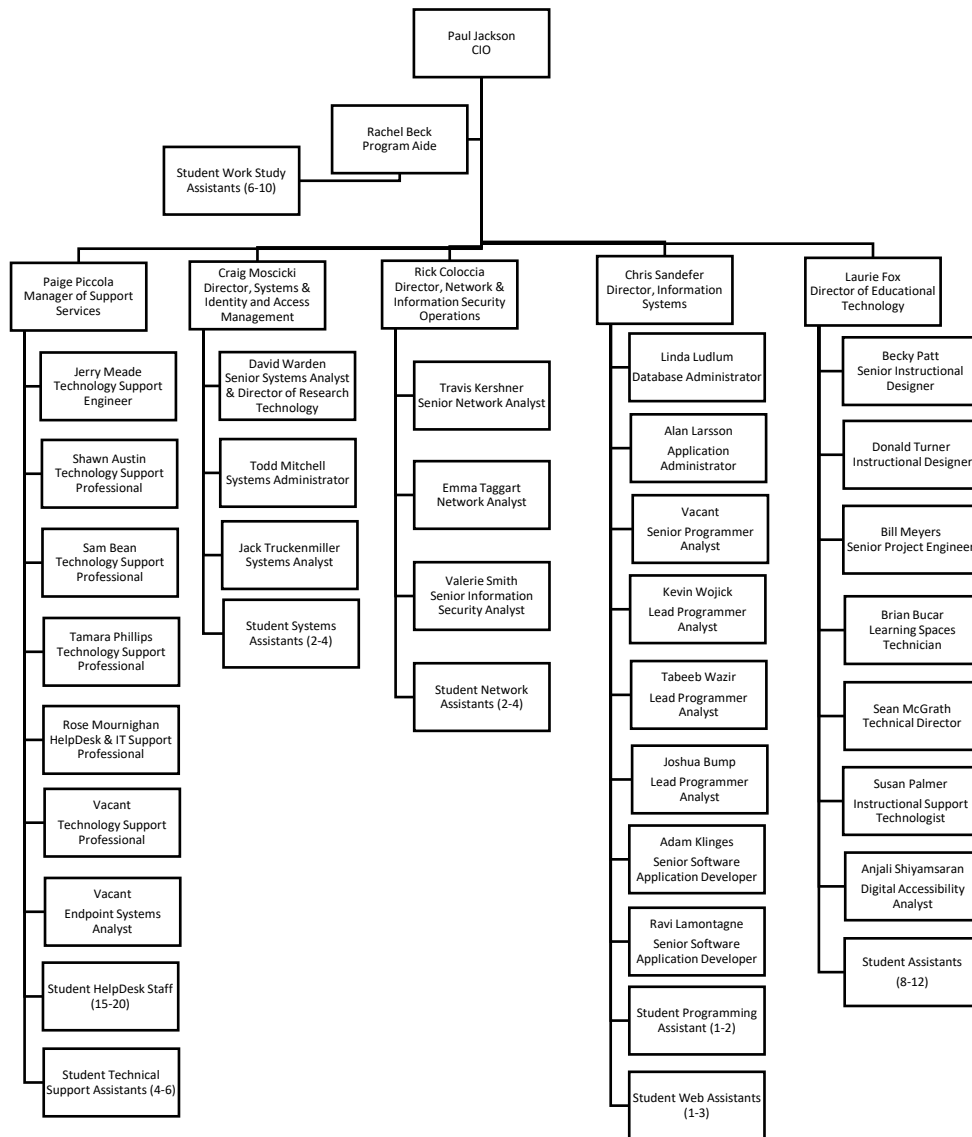 Paul Jackson
CIO
Rachel Beck
Program Aide
Student Work Study
Assistants (6-10)
Paige Piccola
Manager of Support
Services
Jerry Meade
Technology Support
Engineer
Shawn Austin
Technology Support
Professional
Sam Bean
Technology Support
Professional
Tamara Phillips
Technology Support
Professional
Rose Mournighan
HelpDesk & IT Support
Professional
Vacant
Technology Support
Professional
Vacant
Endpoint Systems
Analyst
Student HelpDesk Staff
(15-20)
Student Technical
Support Assistants (4-6)
Craig Moscicki
Director, Systems &
Identity and Access
Management
David Warden
Senior Systems Analyst
& Director of Research
Technology
Todd Mitchell
Systems Administrator
Jack Truckenmiller
Systems Analyst
Student Systems
Assistants (2-4)
Rick Coloccia
Director, Network &
Information Security
Operations
Travis Kershner
Senior Network Analyst
Emma Taggart
Network Analyst
Valerie Smith
Senior Information
Security Analyst
Student Network
Assistants (2-4)
Chris Sandefer
Director, Information
Systems
Linda Ludlum
Database Administrator
Alan Larsson
Application
Administrator
Vacant
Senior Programmer
Analyst
Kevin Wojick
Lead Programmer
Analyst
Tabeeb Wazir
Lead Programmer
Analyst
Joshua Bump
Lead Programmer
Analyst
Adam Klinges
Senior Software
Application Developer
Ravi Lamontagne
Senior Software
Application Developer
Student Programming
Assistant (1-2)
Student Web Assistants
(1-3)
Laurie Fox
Director of Educational
Technology
Becky Patt
Senior Instructional
Designer
Donald Turner
Instructional Designer
Bill Meyers
Senior Project Engineer
Brian Bucar
Learning Spaces
Technician
Sean McGrath
Technical Director
Susan Palmer
Instructional Support
Technologist
Anjali Shiyamsaran
Digital Accessibility
Analyst
Student Assistants
(8-12)